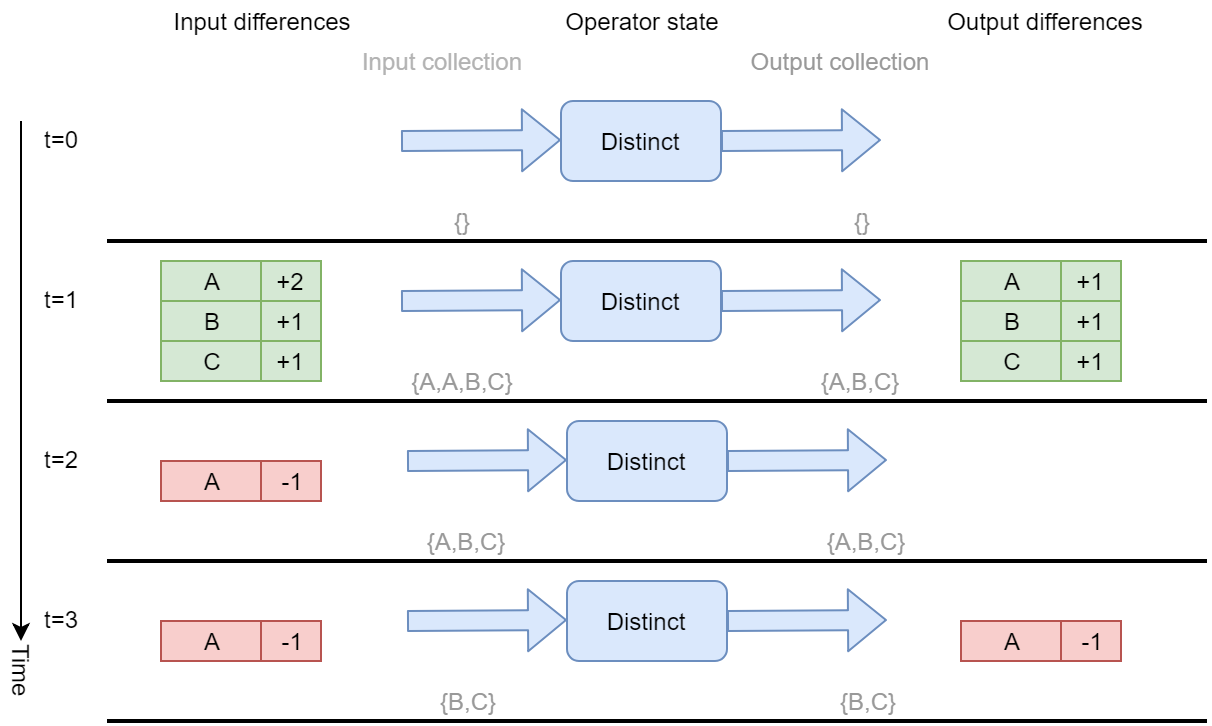 Input differences
Operator state
Output differences
Input collection
Output collection
t=0
Distinct
{}
{}
t=1
A +2
B +1
C +1
Distinct
A +1
B +1
C +1
{A,A,B,C}
{A,B,C}
t=2
A -1
Distinct
{A,B,C}
{A,B,C}
t=3
A -1
Distinct
A -1
{B,C}
{B,C}
Time